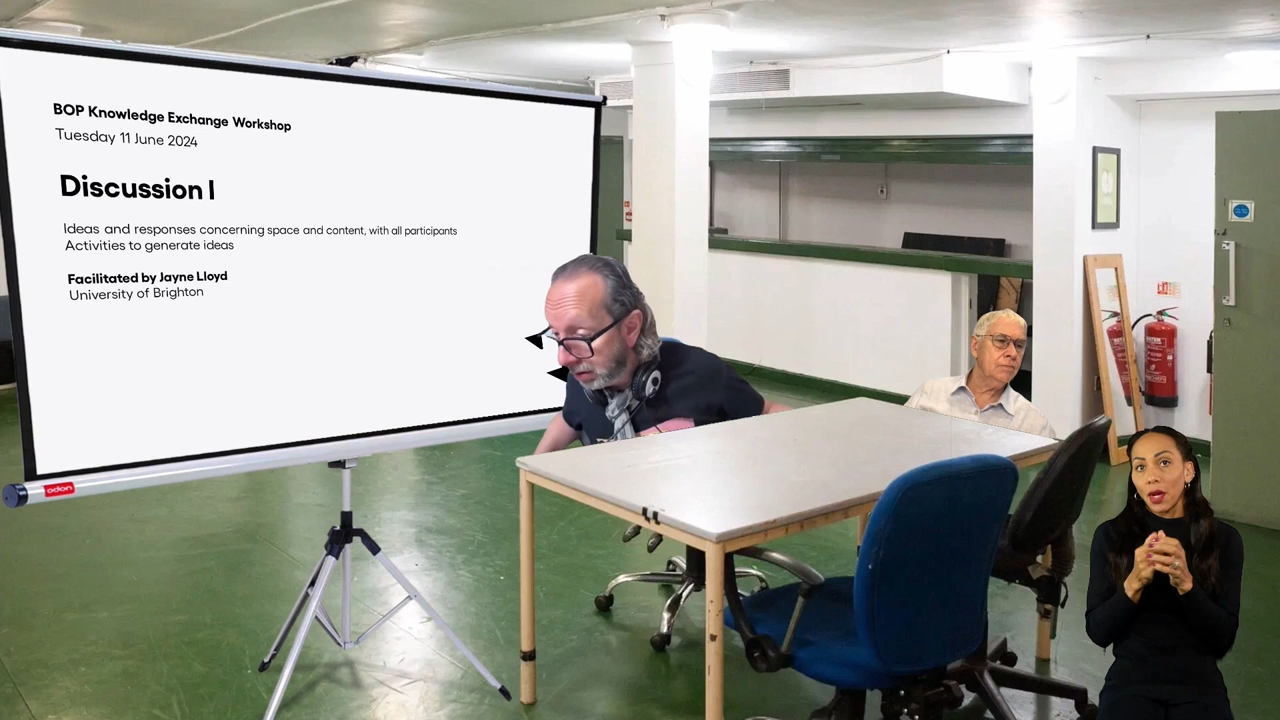 BOP Knowledge Exchange Workshop
Tuesday 11 June 2024
Discussion I
Ideas and responses concerning space and content, with all participants
Activities to generate ideas
Facilitated by Jayne Lloyd
University of Brighton
odon